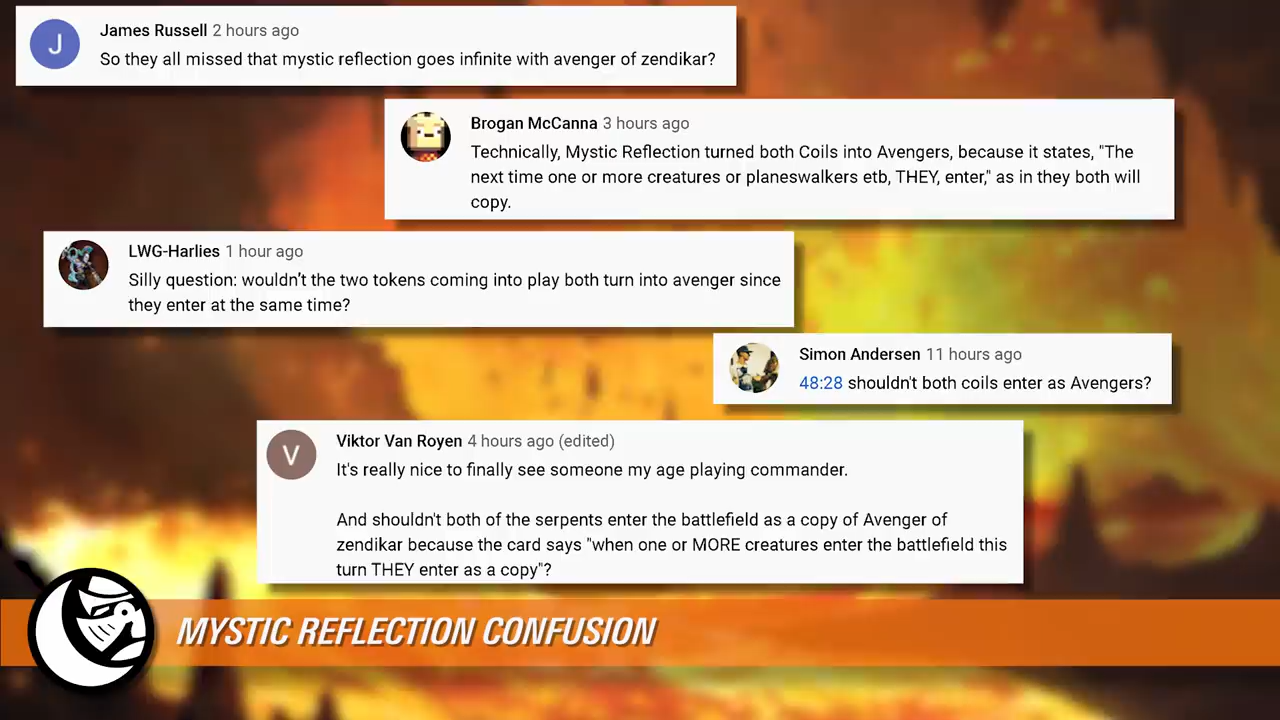 J
James Russell 2 hours ago
So they all missed that mystic reflection goes infinite with avenger of zendikar?
Brogan McCanna 3 hours ago
Technically, Mystic Reflection turned both Coils into Avengers, because it states, "The
next time one or more creatures or planeswalkers etb, THEY, enter," as in they both will
copy.
LWG-Harlies 1 hour ago
Silly question: wouldn't the two tokens coming into play both turn into avenger since
they enter at the same time?
Simon Andersen 11 hours ago
48:28 shouldn't both coils enter as Avengers?
V
Viktor Van Royen 4 hours ago (edited)
It's really nice to finally see someone my age playing commander.
And shouldn't both of the serpents enter the battlefield as a copy of Avenger of
zendikar because the card says "when one or MORE creatures enter the battlefield this
turn THEY enter as a copy"?
MYSTIC REFLECTION CONFUSION